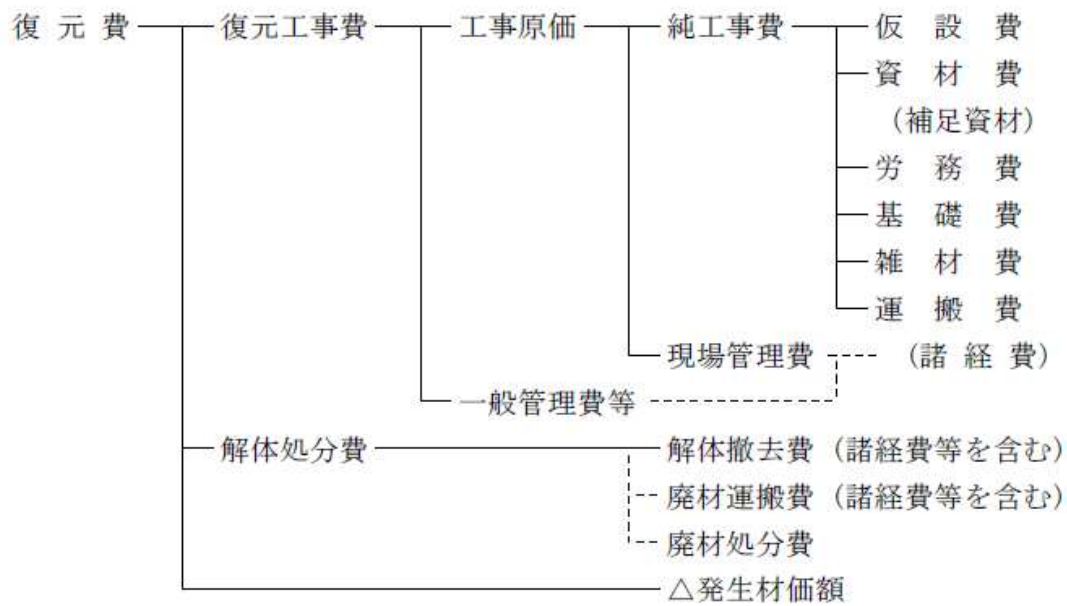 復元費 復元工事費 工事原価 純工事費 仮設費
資材費
（補足資材）
労務費
基礎費
雑材費
運搬費
現場管理費 （諸経費）
一般管理費等
解体処分費 解体撤去費（諸経費等を含む）
廃材運搬費（諸経費等を含む）
廃材処分費
△発生材価額